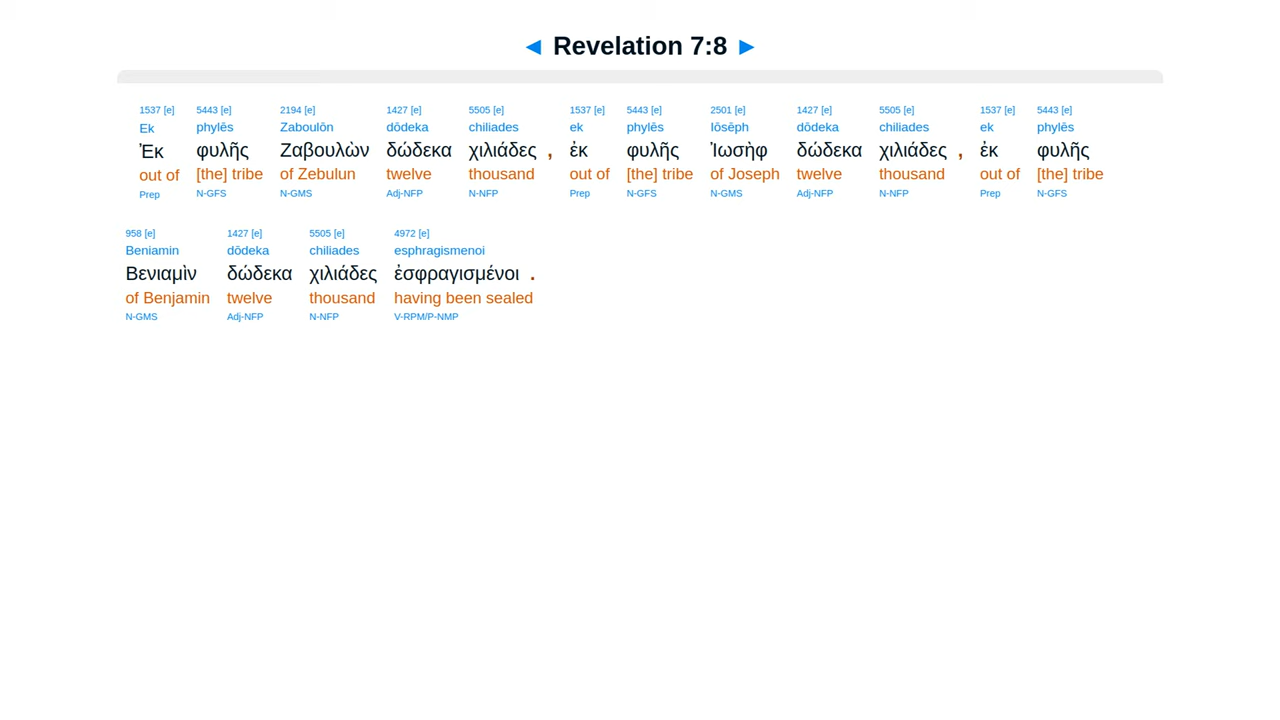 ◄ Revelation 7:8 ►
1537 [e] 5443 [e] 2194 [e] 1427 [e] 5505 [e] 1537 [e] 5443 [e] 2501 [e] 1427 [e] 5505 [e] 1537 [e] 5443 [e]
Ek phylēs Zaboulōn dōdeka chiliades ek phylēs Iōsēph dōdeka chiliades ek phylēs
Ἐκ φυλῆς Ζαβουλὼν δώδεκα χιλιάδες , ἐκ φυλῆς Ἰωσὴφ δώδεκα χιλιάδες , ἐκ φυλῆς
out of [the] tribe of Zebulun twelve thousand out of [the] tribe of Joseph twelve thousand out of [the] tribe
Prep N-GFS N-GMS Adj-NFP N-NFP Prep N-GFS N-GMS Adj-NFP N-NFP Prep N-GFS
958 [e] 1427 [e] 5505 [e] 4972 [e]
Beniamin dōdeka chiliades esphragismenoi
Βενιαμὶν δώδεκα χιλιάδες ἐσφραγισμένοι .
of Benjamin twelve thousand having been sealed
N-GMS Adj-NFP N-NFP V-RPM/P-NMP